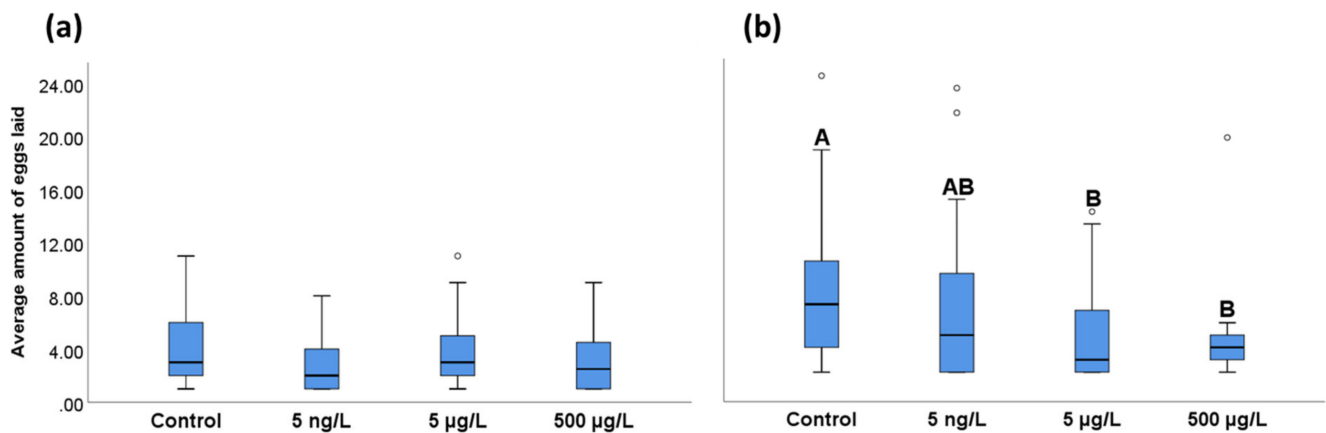 (a)
(b)
Average amount of eggs laid
24.00
20.00
16.00
12.00
8.00
4.00
.00
Control 5 ng/L 5 µg/L 500 µg/L
A
AB
B
B
Control 5 ng/L 5 µg/L 500 µg/L